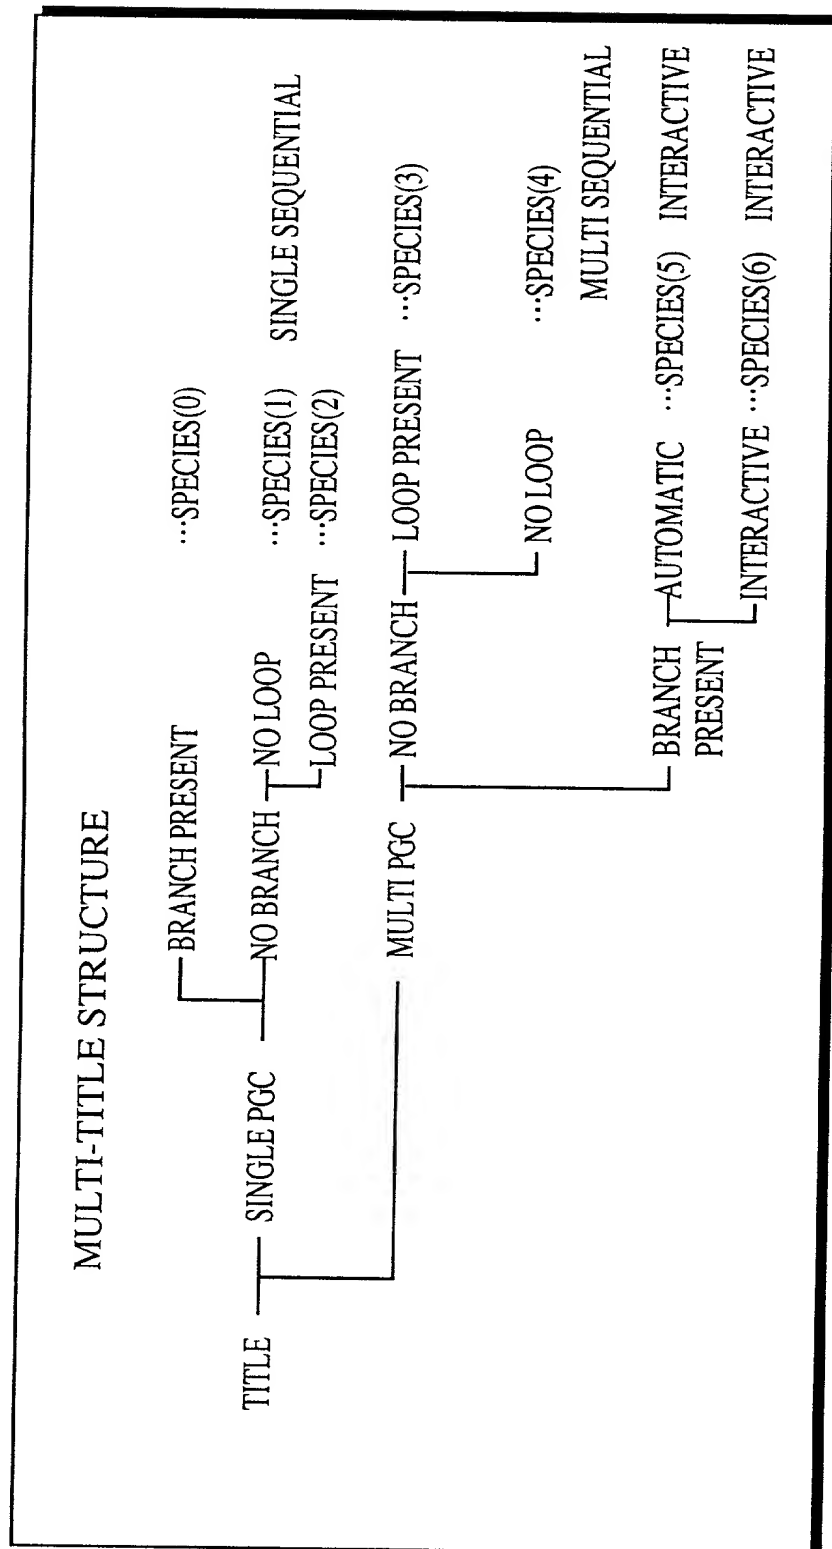 MULTI-TITLE STRUCTURE
BRANCH PRESENT …SPECIES(0)
TITLE SINGLE PGC NO BRANCH NO LOOP …SPECIES(1) SINGLE SEQUENTIAL
LOOP PRESENT …SPECIES(2)
MULTI PGC NO BRANCH LOOP PRESENT …SPECIES(3)
NO LOOP …SPECIES(4)
MULTI SEQUENTIAL
BRANCH AUTOMATIC …SPECIES(5) INTERACTIVE
PRESENT
INTERACTIVE …SPECIES(6) INTERACTIVE